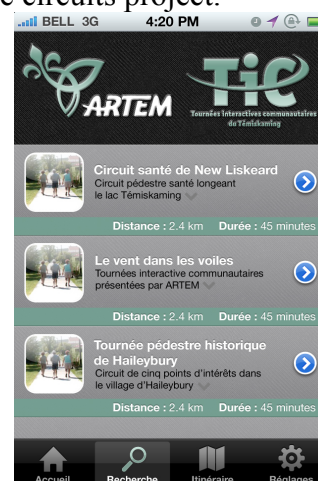 e circuits project.
BELL 3G 4:20 PM
ARTEM
TiC
Tournées interactives communautaires
du Témiskaming
Circuit santé de New Liskeard
Circuit pédestre santé longeant
le lac Témiskaming
Distance : 2.4 km Durée : 45 minutes
Le vent dans les voiles
Tournées interactive communautaires
présentées par ARTEM
Distance : 2.4 km Durée : 45 minutes
Tournée pédestre historique
de Haileybury
Circuit de cinq points d'intérêts dans
le village d'Haileybury
Distance : 2.4 km Durée : 45 minutes
Accueil Recherche Itinéraire Réglages